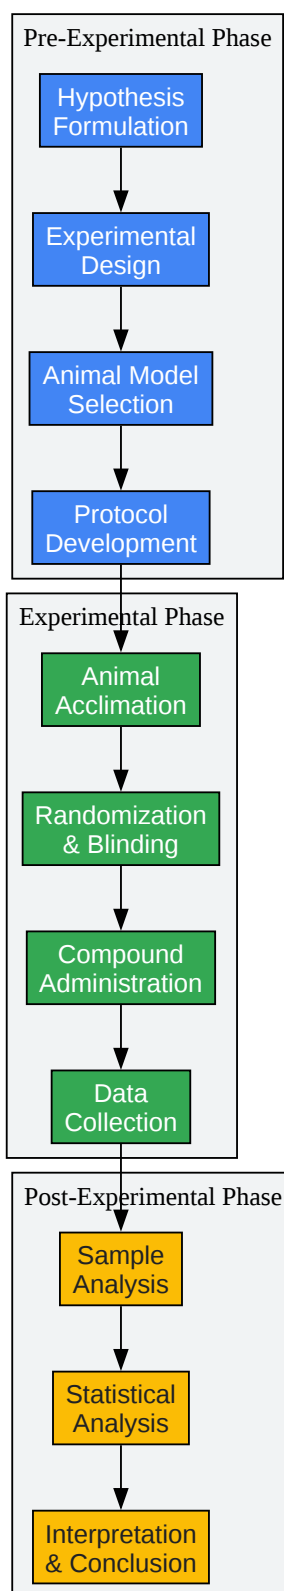 Pre-Experimental Phase
Hypothesis
Formulation
Experimental
Design
Animal Model
Selection
Protocol
Development
Experimental Phase
Animal
Acclimation
Randomization
& Blinding
Compound
Administration
Data
Collection
Post-Experimental Phase
Sample
Analysis
Statistical
Analysis
Interpretation
& Conclusion